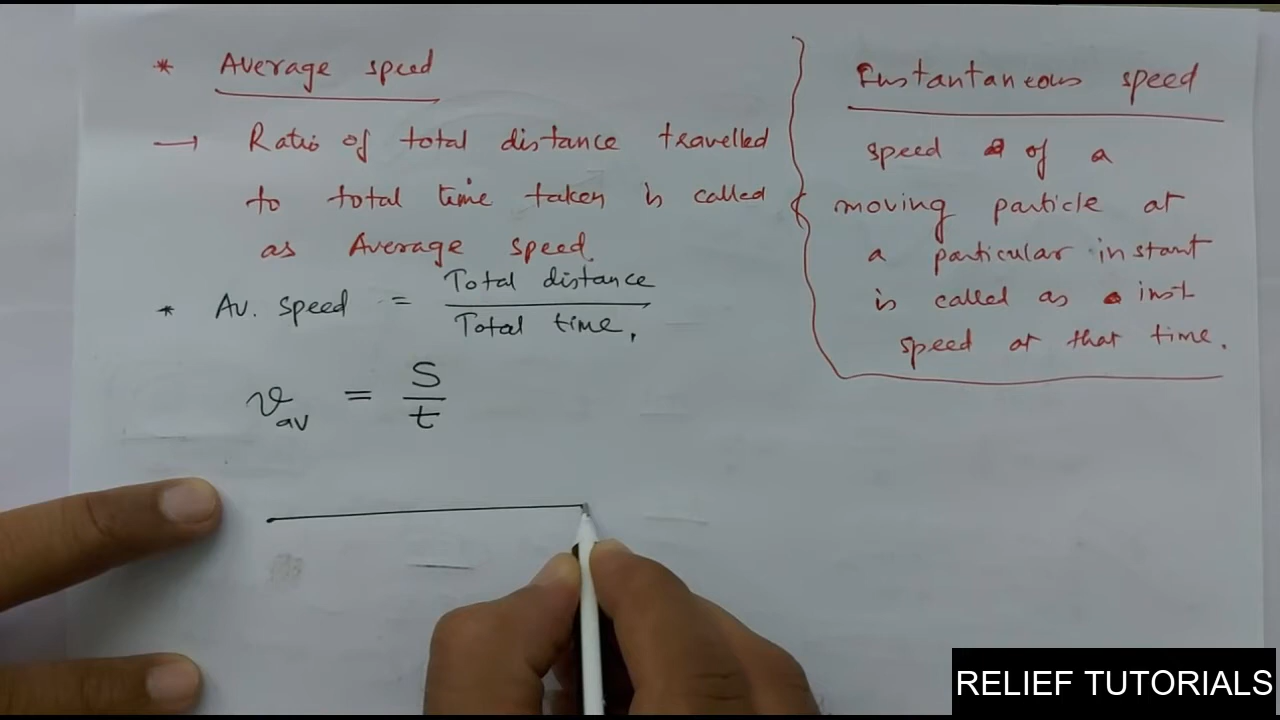 * Average speed
→ Ratio of total distance travelled
to total time taken is called
as Average speed.
* Av. speed = Total distance
Total time.
v av = S
t
Instantaneous speed
speed of a
moving particle at
a particular instant
is called as inst
speed at that time.
RELIEF TUTORIALS